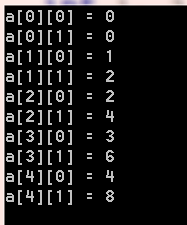 a[0][0] = 0
a[0][1] = 0
a[1][0] = 1
a[1][1] = 2
a[2][0] = 2
a[2][1] = 4
a[3][0] = 3
a[3][1] = 6
a[4][0] = 4
a[4][1] = 8